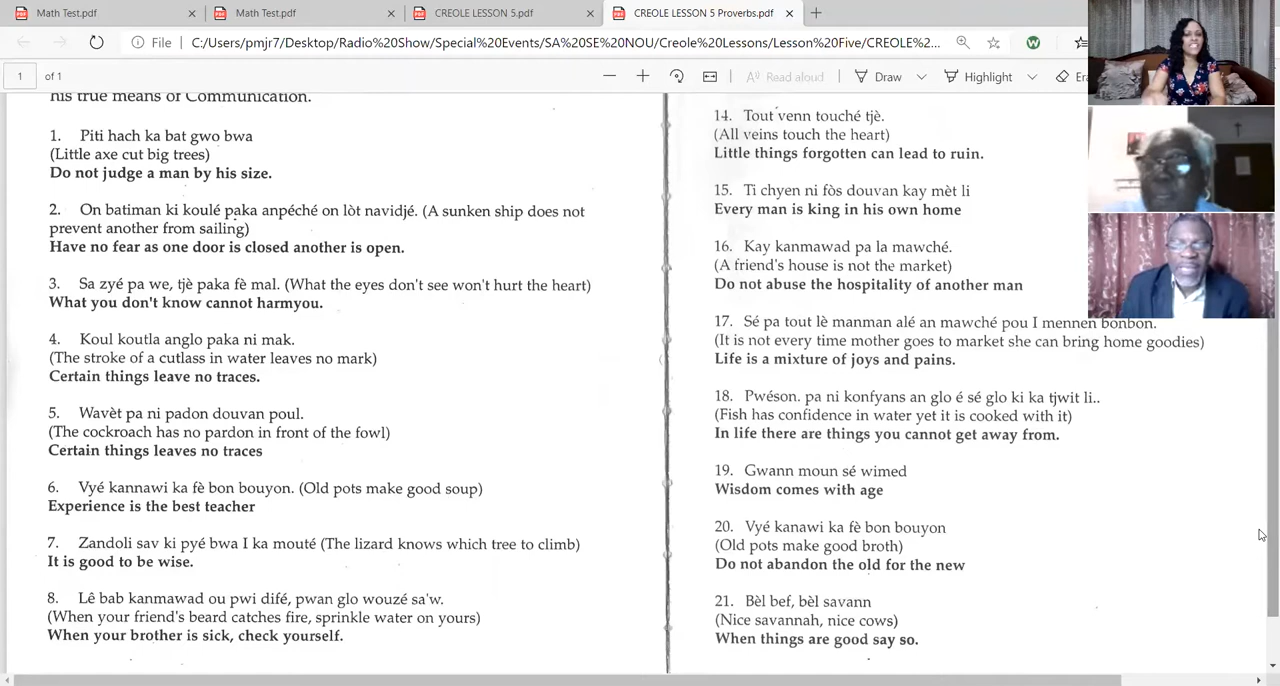 Math Test.pdf
Math Test.pdf
CREOLE LESSON 5.pdf
CREOLE LESSON 5 Proverbs.pdf
File
C:/Users/pmjr7/Desktop/Radio%20Show/Special%20Events/SA%20SE%20NOU/Creole%20Lessons/Lesson%20Five/CREOLE%2...
1 of 1
Read aloud
Draw
Highlight
Era
his true means of Communication.
1. Piti hach ka bat gwo bwa
(Little axe cut big trees)
Do not judge a man by his size.
2. On batiman ki koulé paka anpéché on lòt navidjé. (A sunken ship does not
prevent another from sailing)
Have no fear as one door is closed another is open.
3. Sa zyé pa we, tjè paka fè mal. (What the eyes don't see won't hurt the heart)
What you don't know cannot harmyou.
4. Koul koutla anglo paka ni mak.
(The stroke of a cutlass in water leaves no mark)
Certain things leave no traces.
5. Wavèt pa ni padon douvan poul.
(The cockroach has no pardon in front of the fowl)
Certain things leaves no traces
6. Vyé kannawi ka fè bon bouyon. (Old pots make good soup)
Experience is the best teacher
7. Zandoli sav ki pyé bwa I ka mouté (The lizard knows which tree to climb)
It is good to be wise.
8. Lê bab kanmawad ou pwi difé, pwan glo wouzé sa'w.
(When your friend's beard catches fire, sprinkle water on yours)
When your brother is sick, check yourself.
14. Tout venn touché tjè.
(All veins touch the heart)
Little things forgotten can lead to ruin.
15. Ti chyen ni fòs douvan kay mèt li
Every man is king in his own home
16. Kay kanmawad pa la mawché.
(A friend's house is not the market)
Do not abuse the hospitality of another man
17. Sé pa tout lè manman alé an mawché pou I mennen bonbon.
(It is not every time mother goes to market she can bring home goodies)
Life is a mixture of joys and pains.
18. Pwéson. pa ni konfyans an glo é sé glo ki ka tjwit li..
(Fish has confidence in water yet it is cooked with it)
In life there are things you cannot get away from.
19. Gwann moun sé wimed
Wisdom comes with age
20. Vyé kanawi ka fè bon bouyon
(Old pots make good broth)
Do not abandon the old for the new
21. Bèl bef, bèl savann
(Nice savannah, nice cows)
When things are good say so.